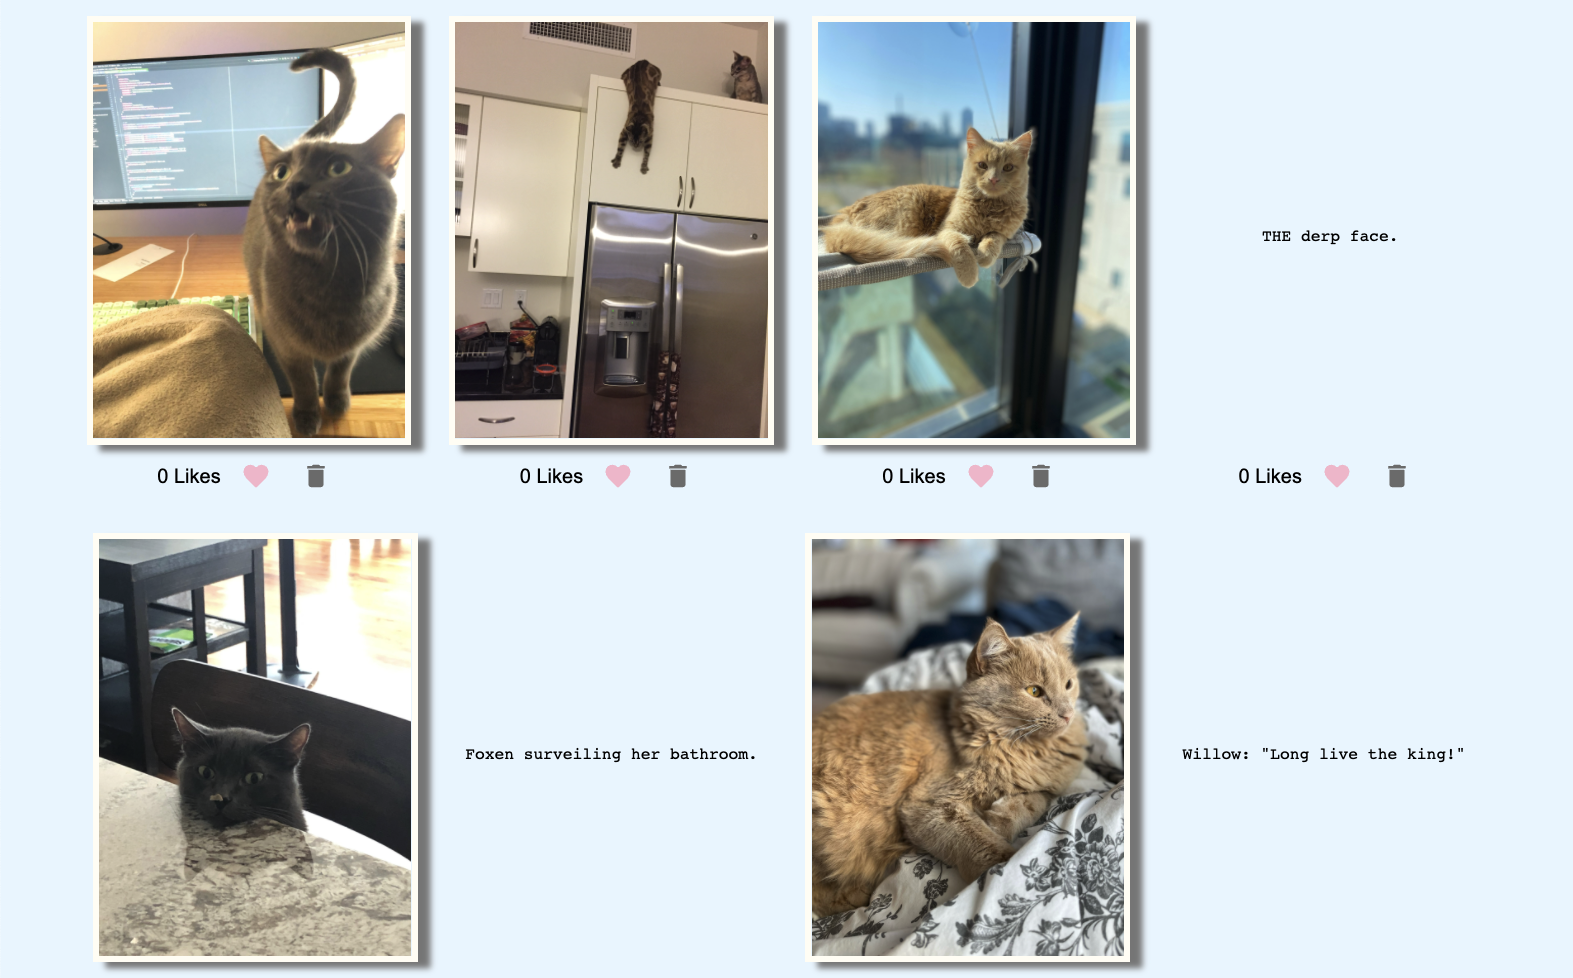 THE derp face.
0 Likes
0 Likes
0 Likes
0 Likes
Foxen surveiling her bathroom.
Willow: "Long live the king!"